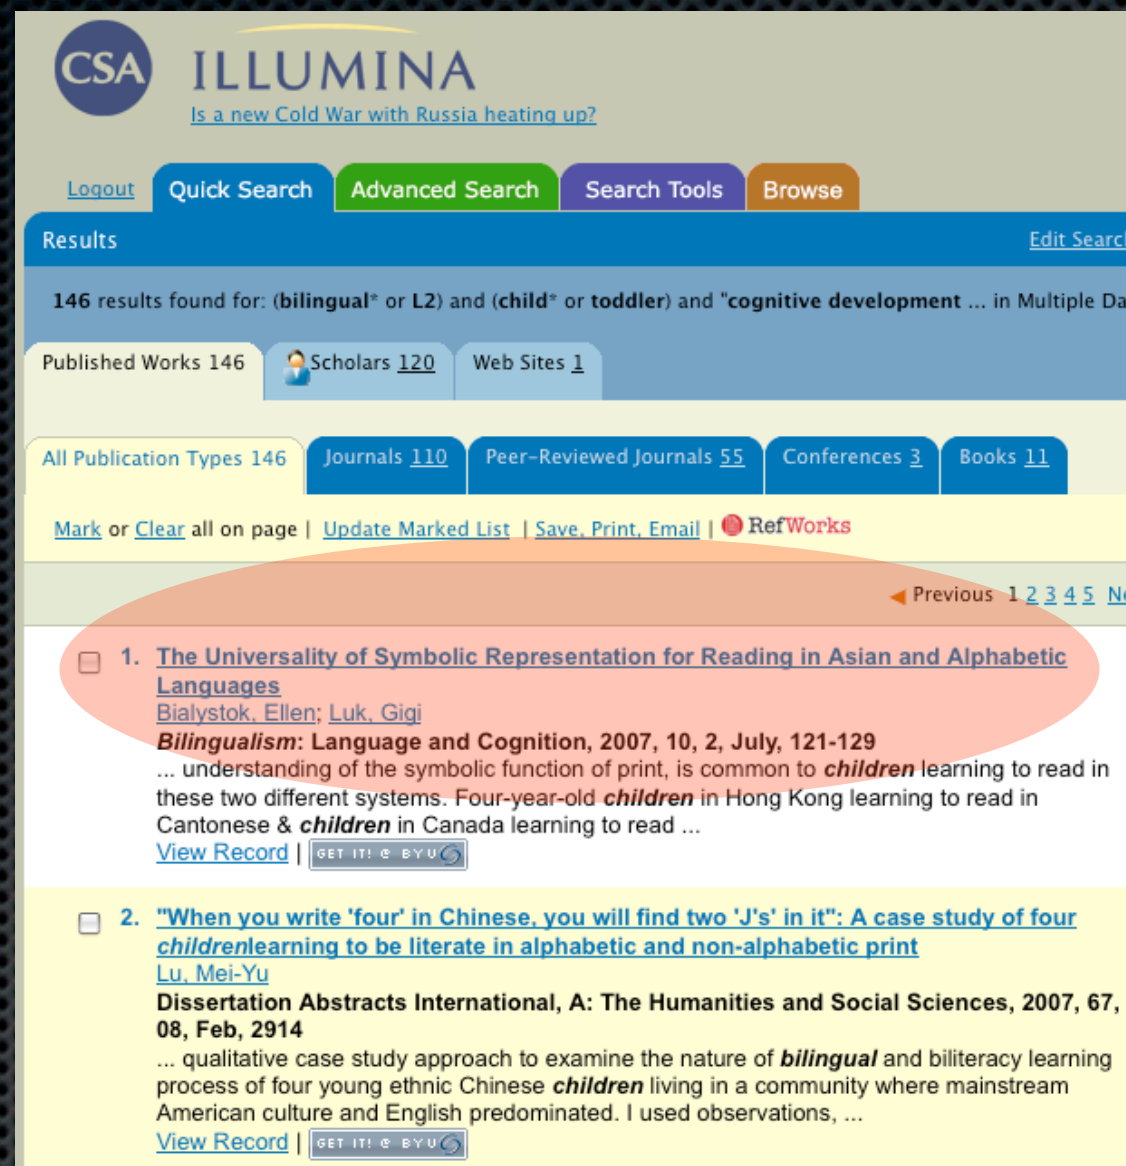 CSA ILLUMINA
Is a new Cold War with Russia heating up?
Logout Quick Search Advanced Search Search Tools Browse
Results Edit Search
146 results found for: (bilingual* or L2) and (child* or toddler) and "cognitive development ... in Multiple Da
Published Works 146 Scholars 120 Web Sites 1
All Publication Types 146 Journals 110 Peer-Reviewed Journals 55 Conferences 3 Books 11
Mark or Clear all on page | Update Marked List | Save, Print, Email | RefWorks
Previous 1 2 3 4 5 Ne
1. The Universality of Symbolic Representation for Reading in Asian and Alphabetic
Languages
Bialystok, Ellen; Luk, Gigi
Bilingualism: Language and Cognition, 2007, 10, 2, July, 121-129
... understanding of the symbolic function of print, is common to children learning to read in
these two different systems. Four-year-old children in Hong Kong learning to read in
Cantonese & children in Canada learning to read ...
View Record | GET IT! @ BYU
2. "When you write 'four' in Chinese, you will find two 'J's' in it": A case study of four
childrenlearning to be literate in alphabetic and non-alphabetic print
Lu, Mei-Yu
Dissertation Abstracts International, A: The Humanities and Social Sciences, 2007, 67,
08, Feb, 2914
... qualitative case study approach to examine the nature of bilingual and biliteracy learning
process of four young ethnic Chinese children living in a community where mainstream
American culture and English predominated. I used observations, ...
View Record | GET IT! @ BYU